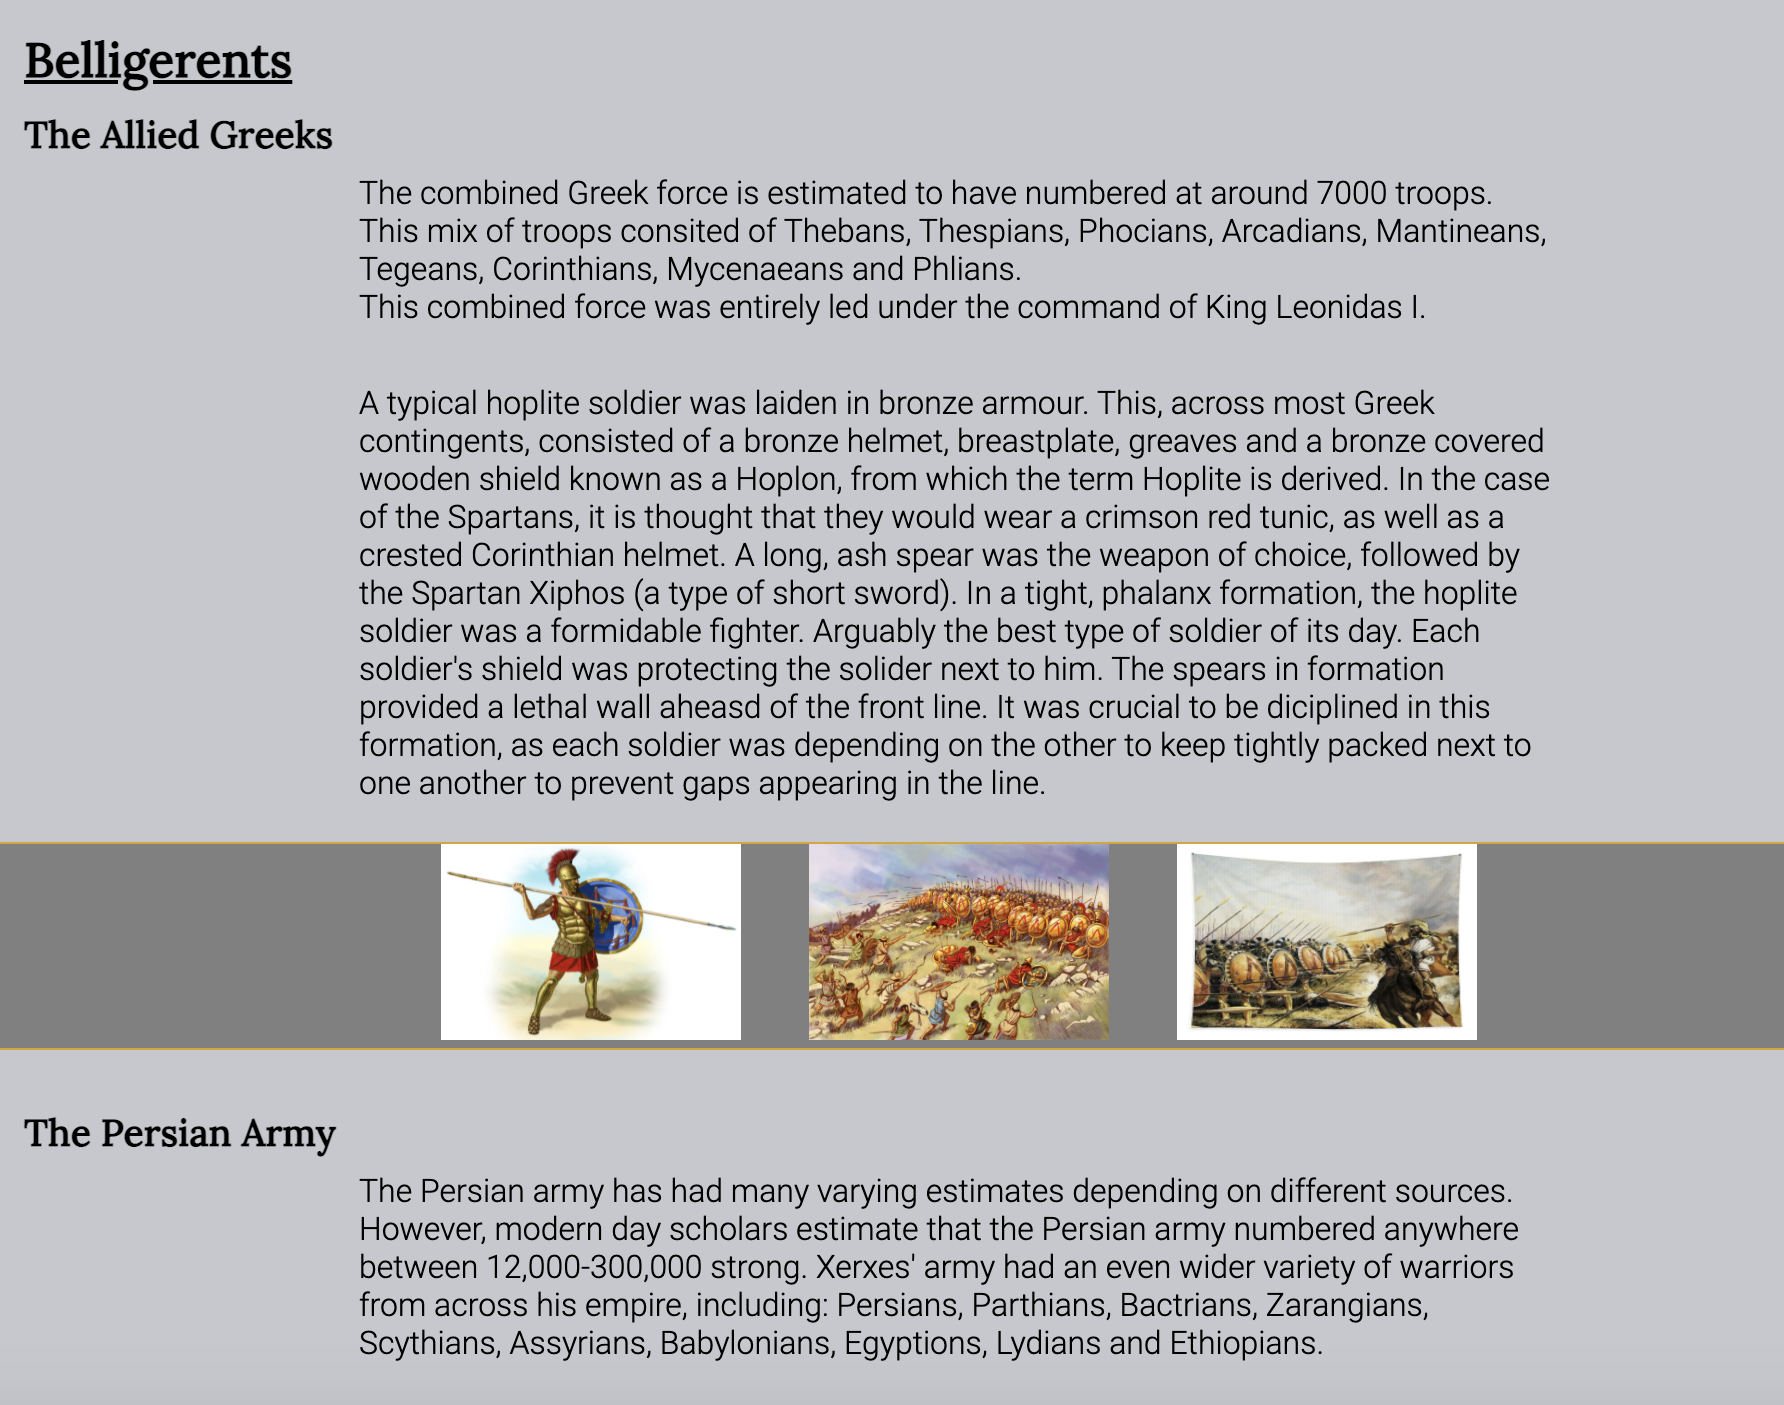 Belligerents
The Allied Greeks
The combined Greek force is estimated to have numbered at around 7000 troops.
This mix of troops consited of Thebans, Thespians, Phocians, Arcadians, Mantineans,
Tegeans, Corinthians, Mycenaeans and Phlians.
This combined force was entirely led under the command of King Leonidas I.
A typical hoplite soldier was laiden in bronze armour. This, across most Greek
contingents, consisted of a bronze helmet, breastplate, greaves and a bronze covered
wooden shield known as a Hoplon, from which the term Hoplite is derived. In the case
of the Spartans, it is thought that they would wear a crimson red tunic, as well as a
crested Corinthian helmet. A long, ash spear was the weapon of choice, followed by
the Spartan Xiphos (a type of short sword). In a tight, phalanx formation, the hoplite
soldier was a formidable fighter. Arguably the best type of soldier of its day. Each
soldier's shield was protecting the solider next to him. The spears in formation
provided a lethal wall aheasd of the front line. It was crucial to be diciplined in this
formation, as each soldier was depending on the other to keep tightly packed next to
one another to prevent gaps appearing in the line.
The Persian Army
The Persian army has had many varying estimates depending on different sources.
However, modern day scholars estimate that the Persian army numbered anywhere
between 12,000-300,000 strong. Xerxes' army had an even wider variety of warriors
from across his empire, including: Persians, Parthians, Bactrians, Zarangians,
Scythians, Assyrians, Babylonians, Egyptions, Lydians and Ethiopians.